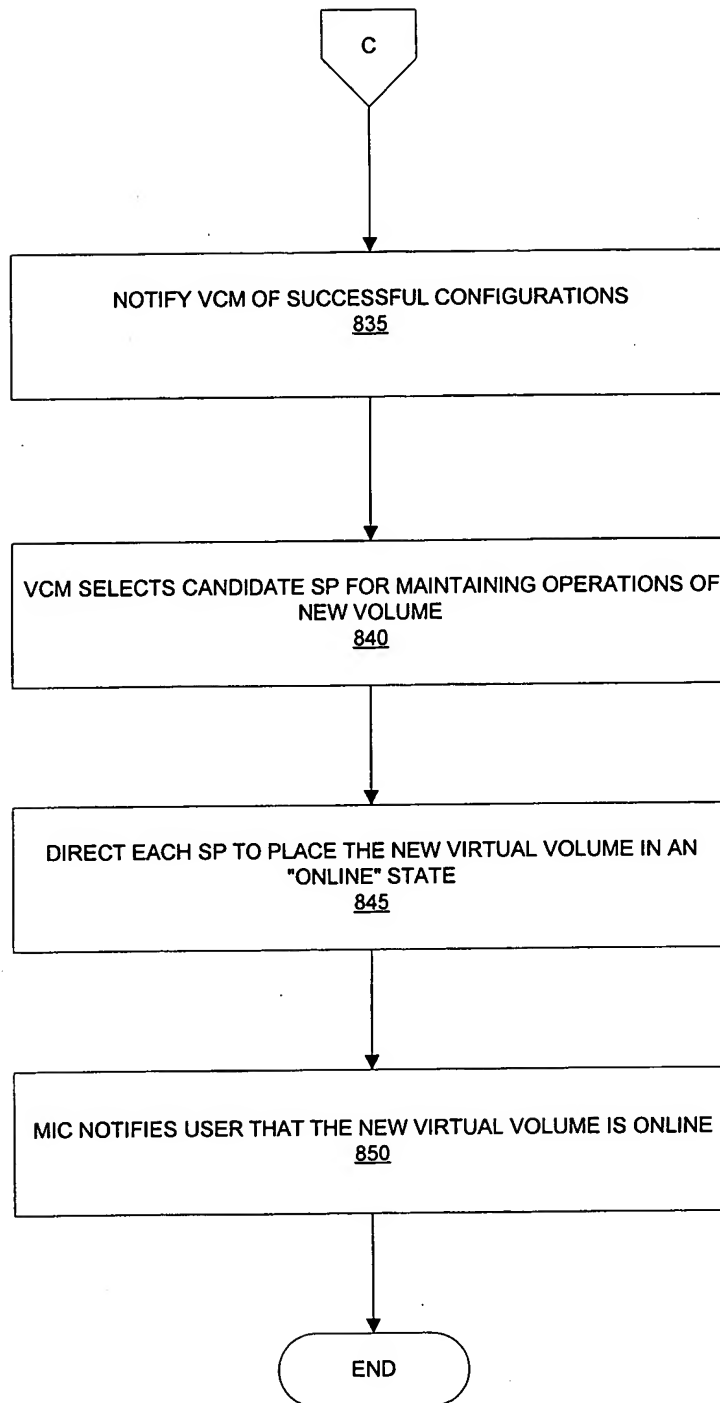 C
NOTIFY VCM OF SUCCESSFUL CONFIGURATIONS
835
VCM SELECTS CANDIDATE SP FOR MAINTAINING OPERATIONS OF
NEW VOLUME
840
DIRECT EACH SP TO PLACE THE NEW VIRTUAL VOLUME IN AN
"ONLINE" STATE
845
MIC NOTIFIES USER THAT THE NEW VIRTUAL VOLUME IS ONLINE
850
END